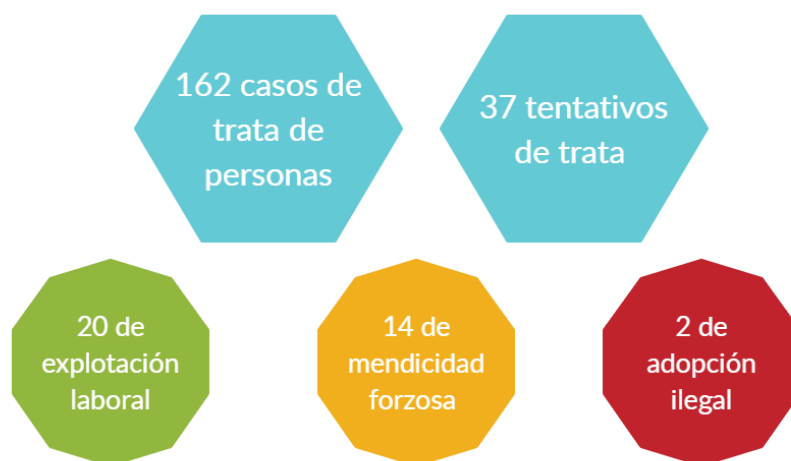 162 casos de
trata de
personas
37 tentativos
de trata
20 de
explotación
laboral
14 de
mendicidad
forzosa
2 de
adopción
ilegal